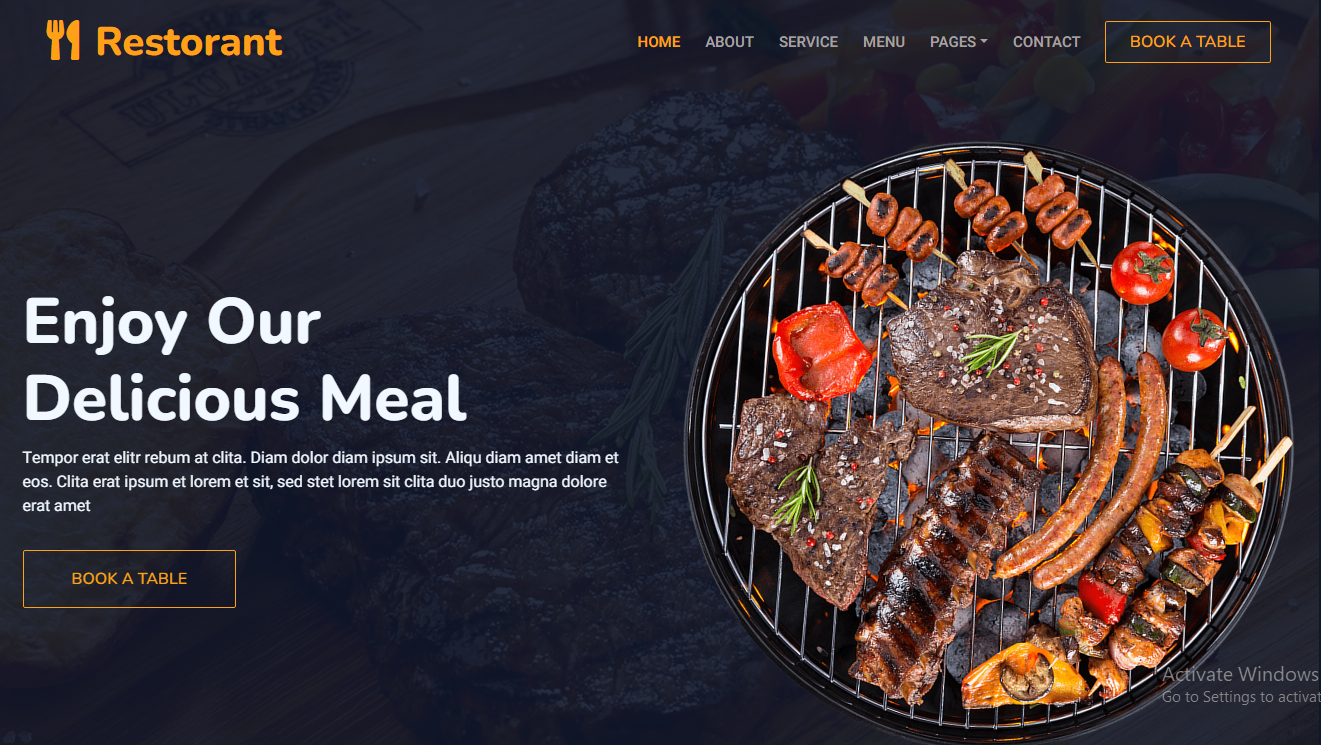 Restorant
HOME ABOUT SERVICE MENU PAGES CONTACT BOOK A TABLE
Enjoy Our
Delicious Meal
Tempor erat elitr rebum at clita. Diam dolor diam ipsum sit. Aliqu diam amet diam et
eos. Clita erat ipsum et lorem et sit, sed stet lorem sit clita duo justo magna dolore
erat amet
BOOK A TABLE
Activate Windows
Go to Settings to activat